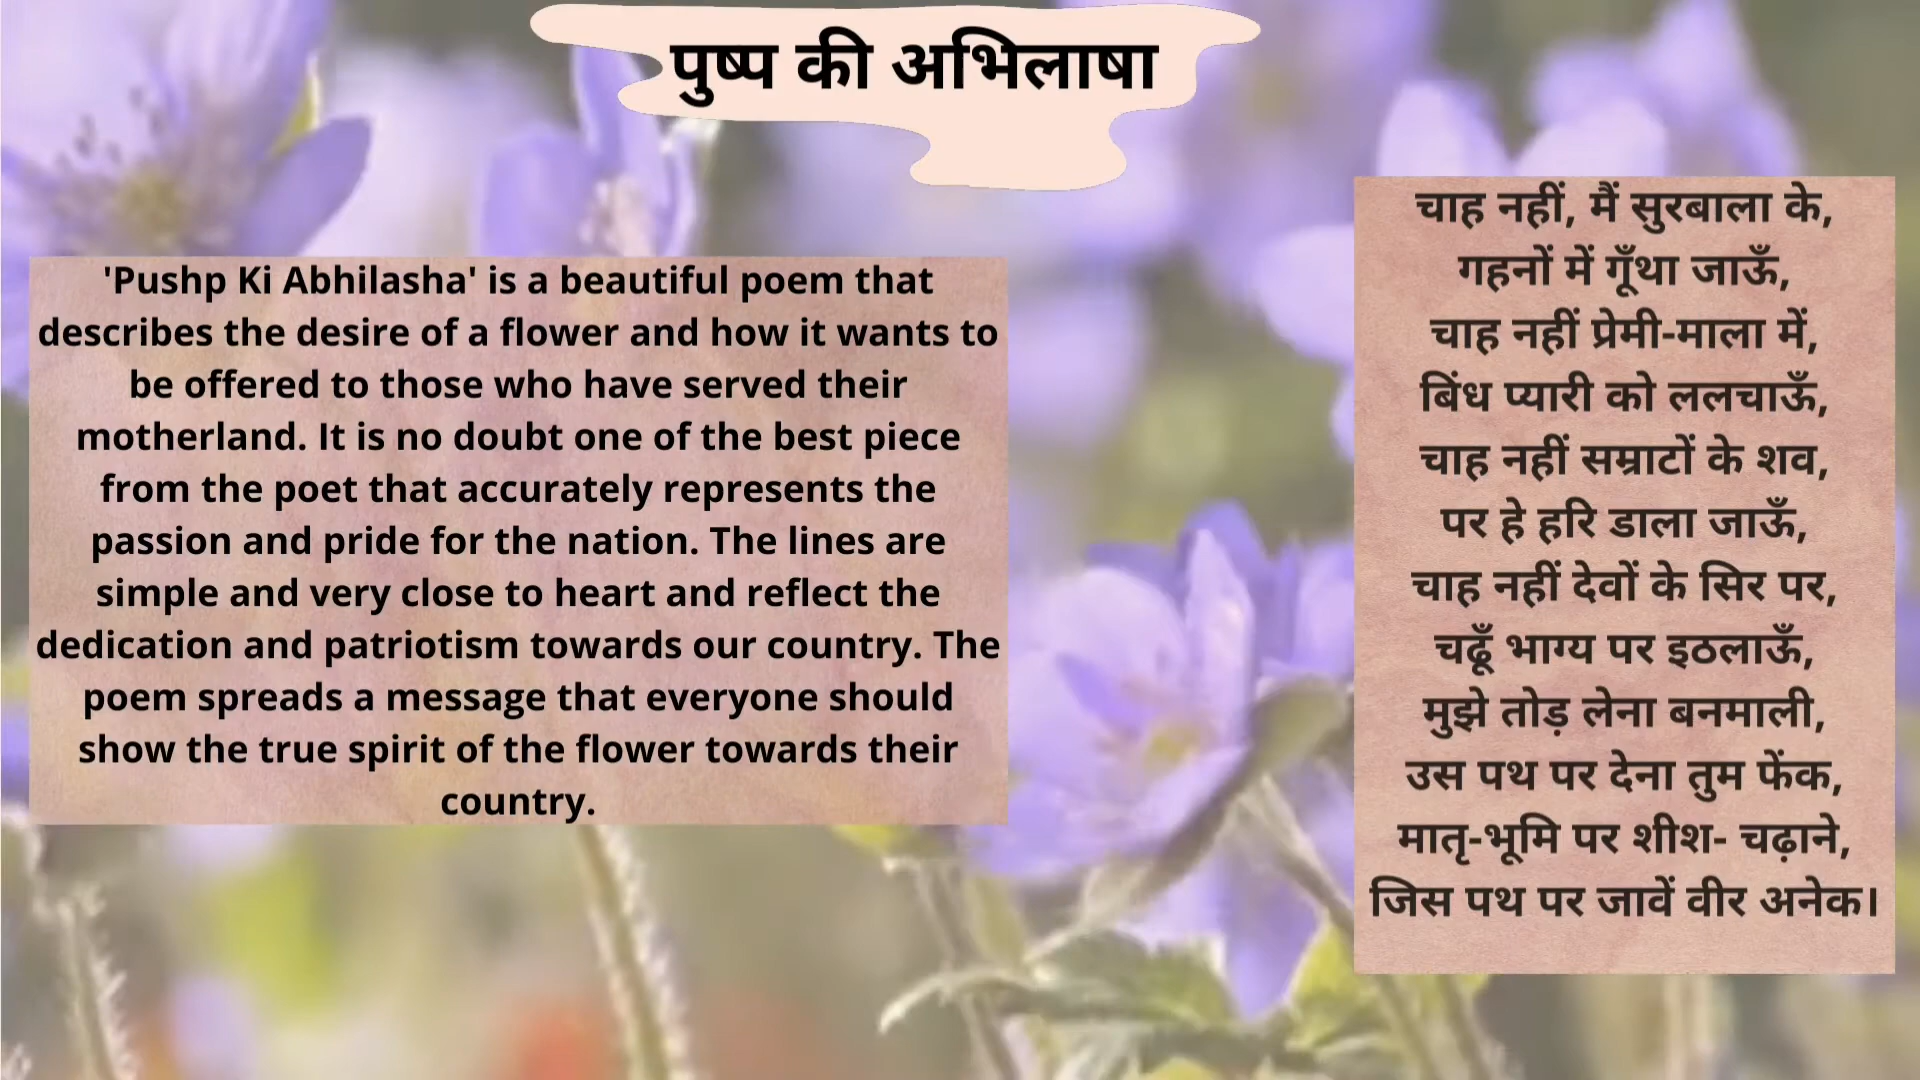 पुष्प की अभिलाषा
'Pushp Ki Abhilasha' is a beautiful poem that
describes the desire of a flower and how it wants to
be offered to those who have served their
motherland. It is no doubt one of the best piece
from the poet that accurately represents the
passion and pride for the nation. The lines are
simple and very close to heart and reflect the
dedication and patriotism towards our country. The
poem spreads a message that everyone should
show the true spirit of the flower towards their
country.
चाह नहीं, मैं सुरबाला के,
गहनों में गूँथा जाऊँ,
चाह नहीं प्रेमी-माला में,
बिंध प्यारी को ललचाऊँ,
चाह नहीं सम्राटों के शव,
पर हे हरि डाला जाऊँ,
चाह नहीं देवों के सिर पर,
चढूँ भाग्य पर इठलाऊँ,
मुझे तोड़ लेना बनमाली,
उस पथ पर देना तुम फेंक,
मातृ-भूमि पर शीश- चढ़ाने,
जिस पथ पर जावें वीर अनेक।